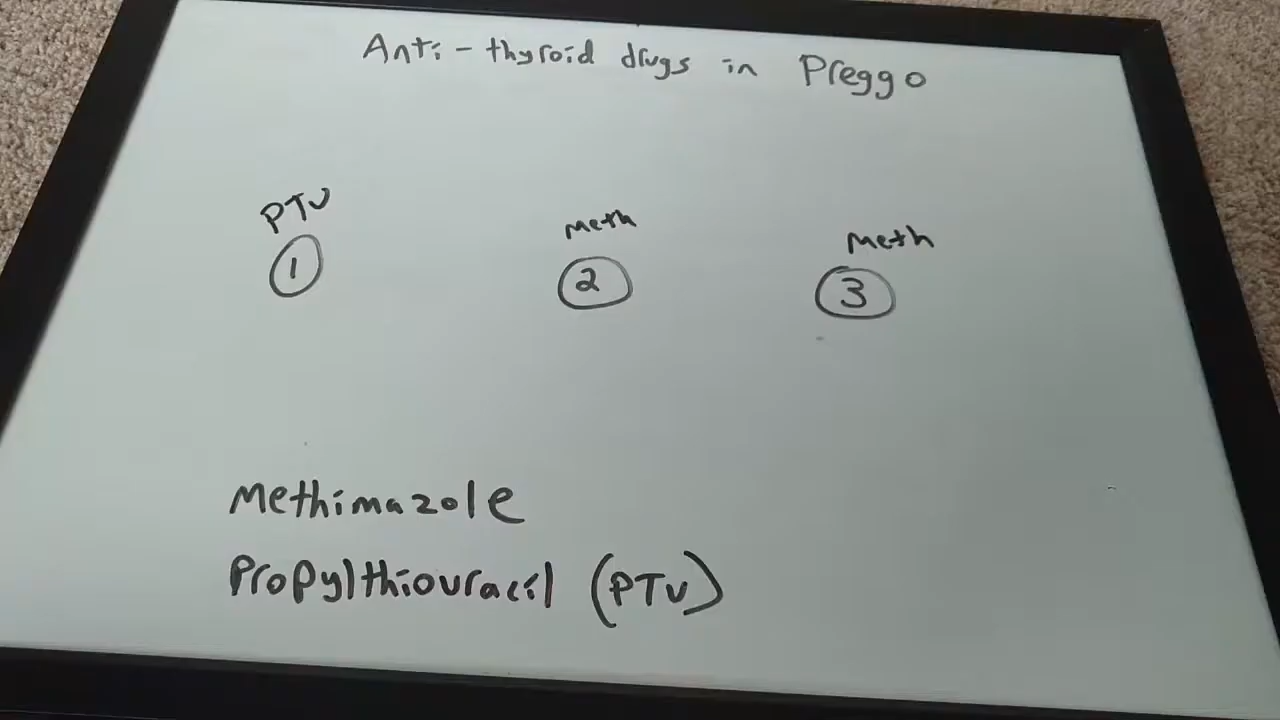 Anti-thyroid drugs in Preggo
PTU
Meth
Meth
1
2
3
Methimazole
Propylthiouracil (PTU)